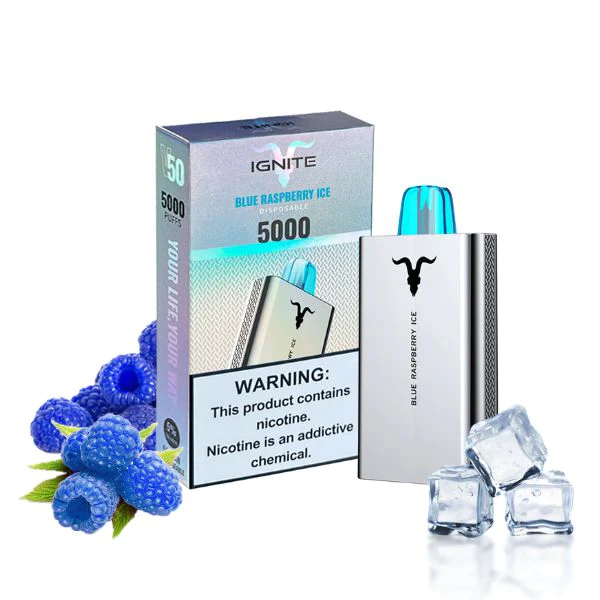 IGNITE
V50
5000
PUFFS
YOUR LIFE YOUR WAY
IGNITE
BLUE RASPBERRY ICE
DISPOSABLE
5000
WARNING:
This product contains
nicotine.
Nicotine is an addictive
chemical.
BLUE RASPBERRY ICE